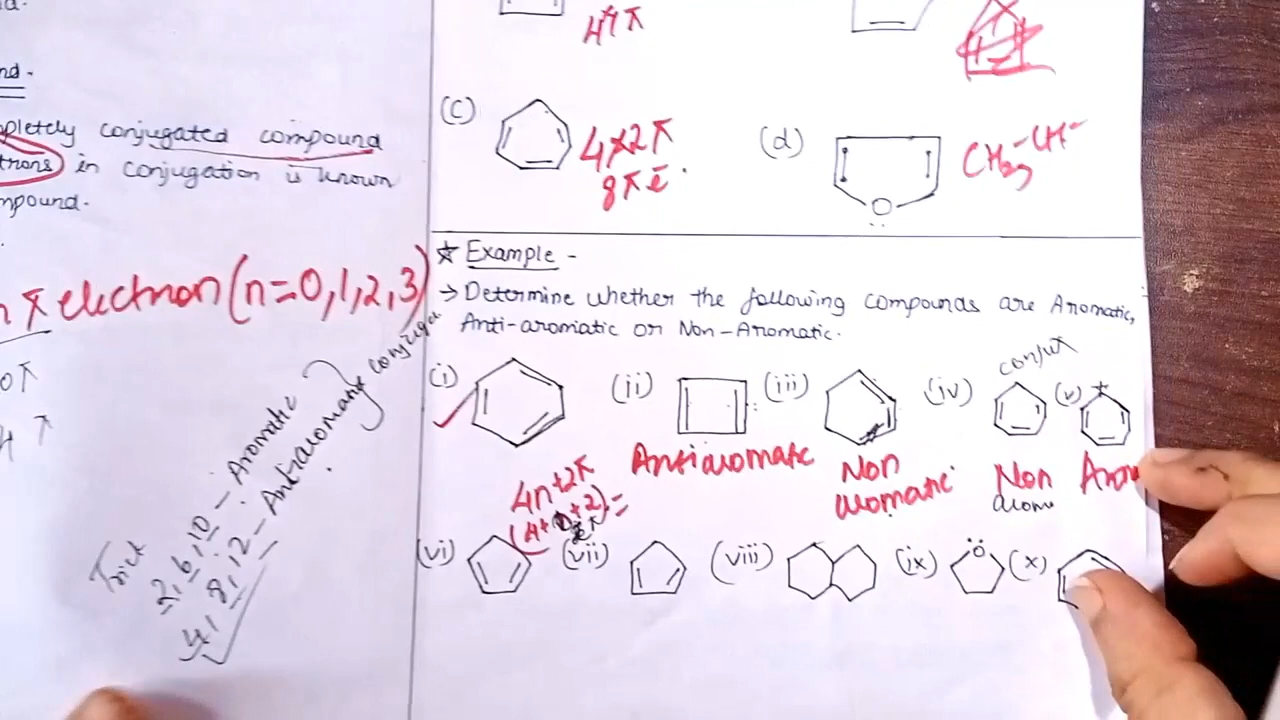 nd-
pletely conjugated compound
trons) in conjugation is known
mpound.
n π electron (n=0,1,2,3)
Trick
2,6,10 - Aromatic
4,8,12 - Antiaromatic
4π
(c)
4×2π
8πē
(d)
O
★ Example -
→ Determine whether the following compounds are Aromatic,
Anti-aromatic or Non-Aromatic.
(i) (ii) (iii) (iv) (v) +
Antiaromatic
Non
aromatic
Non
Arom
4n+2π
(vi) (vii) (viii) (ix) O (x)